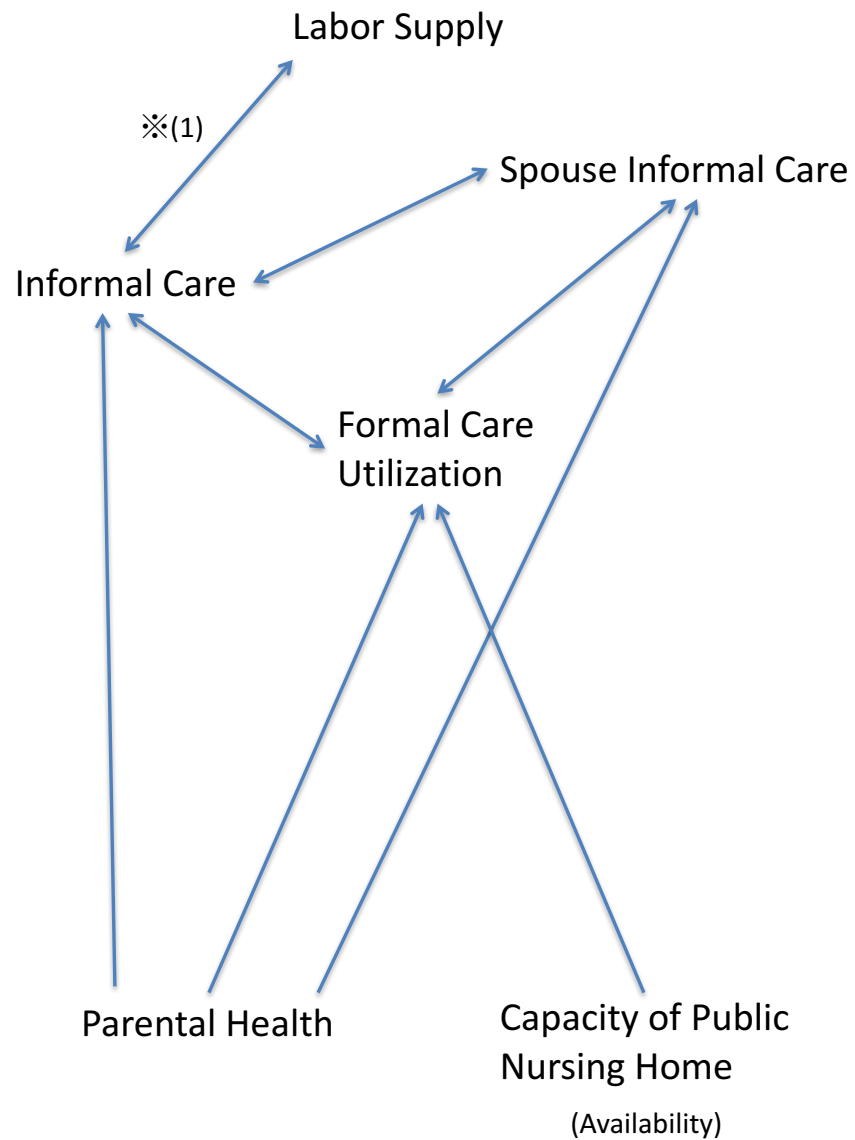 Labor Supply
※(1)
Spouse Informal Care
Informal Care
Formal Care
Utilization
Parental Health
Capacity of Public
Nursing Home
(Availability)